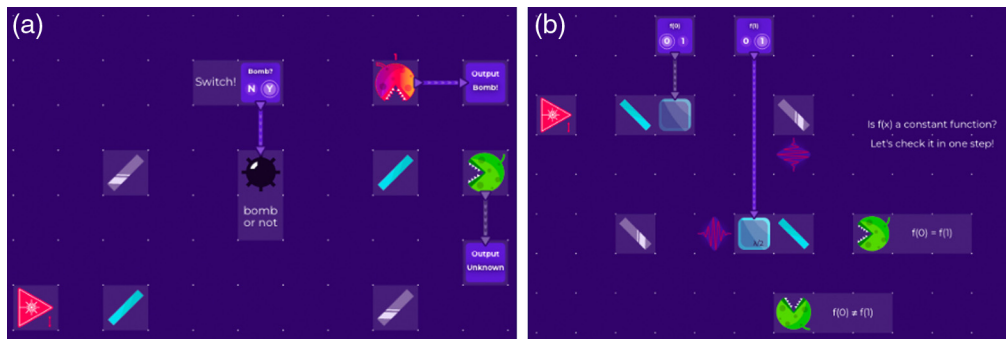 (a)
Switch!
Bomb?
N Y
Output
Bomb!
bomb
or not
Output
Unknown
(b)
f(0)
0 1
f(1)
0 1
Is f(x) a constant function?
Let's check it in one step!
λ/2
f(0) = f(1)
f(0) ≠ f(1)